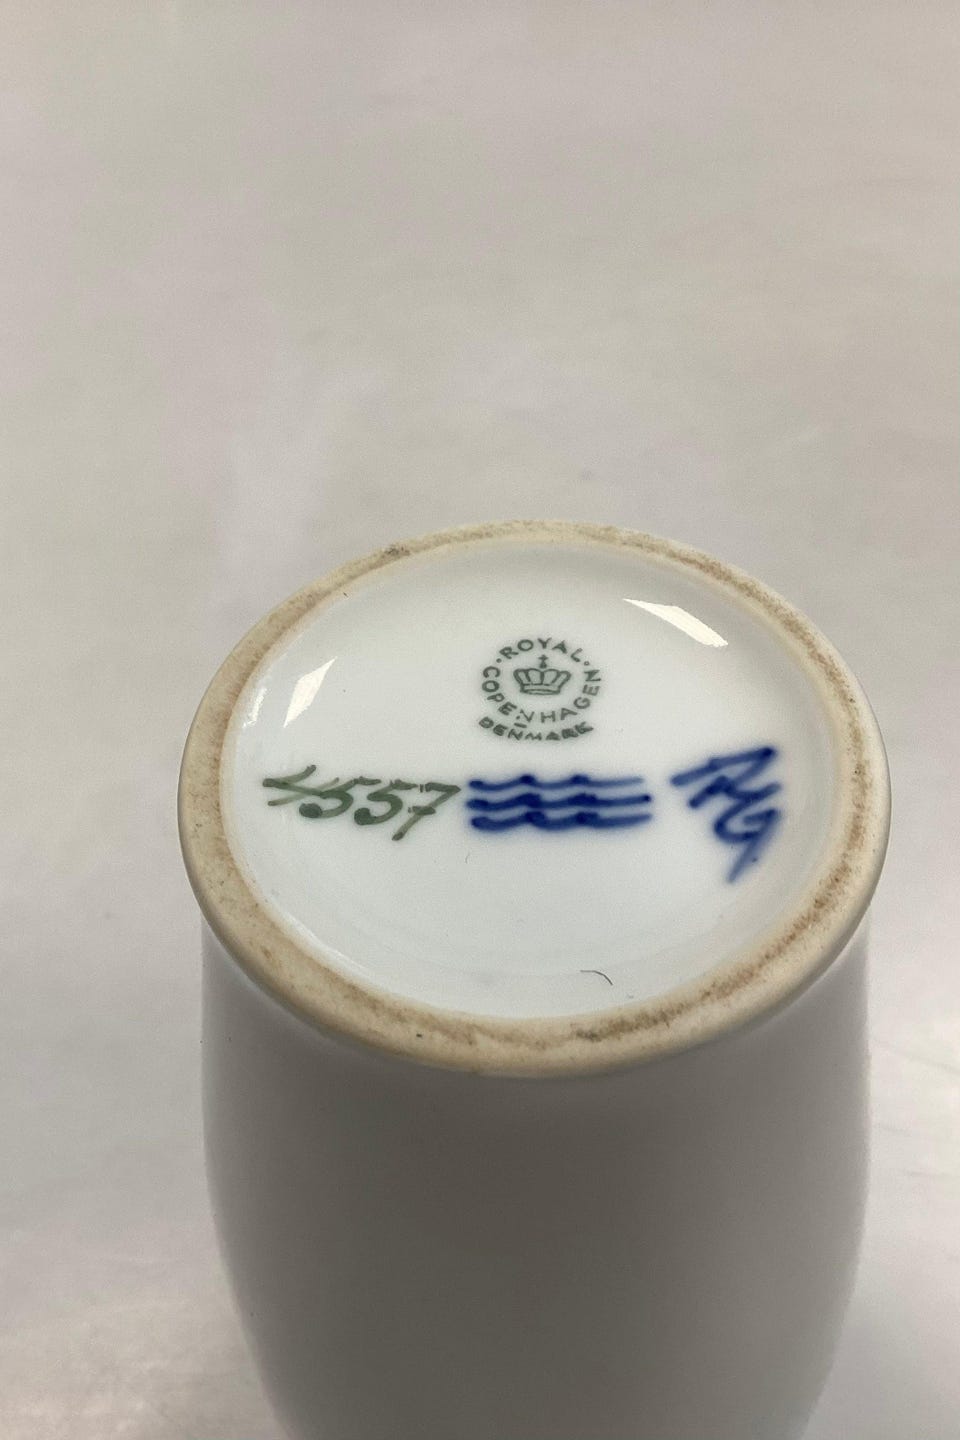 ROYAL
COPENHAGEN
DENMARK
4557